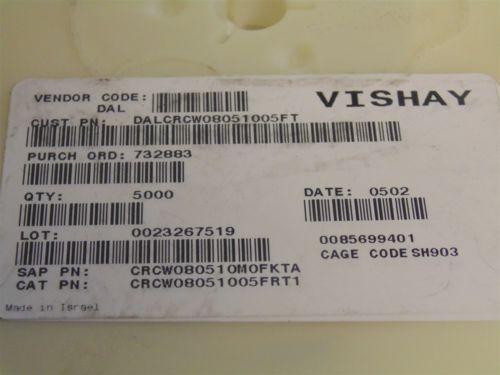 VENDOR CODE:
DAL
VISHAY
CUST PN: DALCRCW08051005FT
PURCH ORD: 732883
QTY: 5000
DATE: 0502
LOT: 0023267519
0085699401
SAP PN: CRCW080510M0FKTA
CAGE CODE SH903
CAT PN: CRCW08051005FRT1
Made in Israel